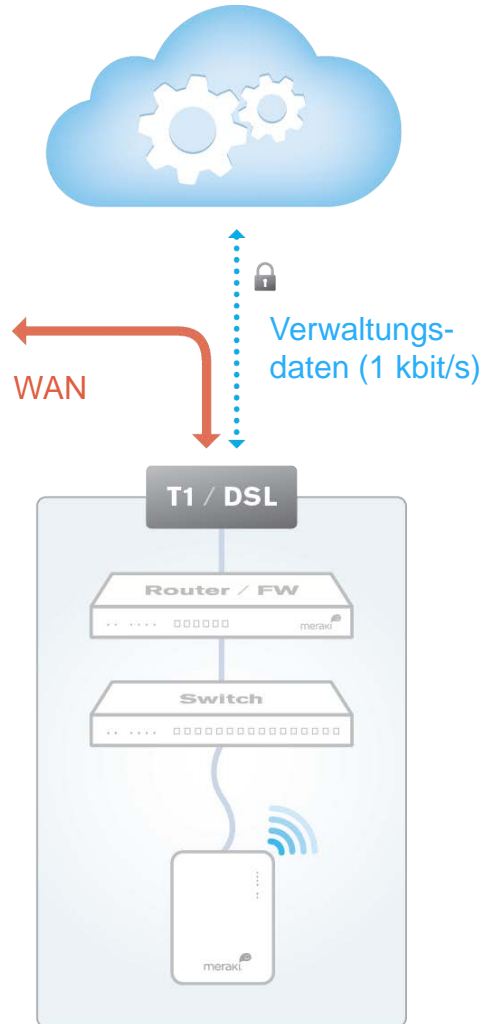 Verwaltungs-
daten (1 kbit/s)
WAN
T1 / DSL
Router / FW
meraki
Switch
meraki